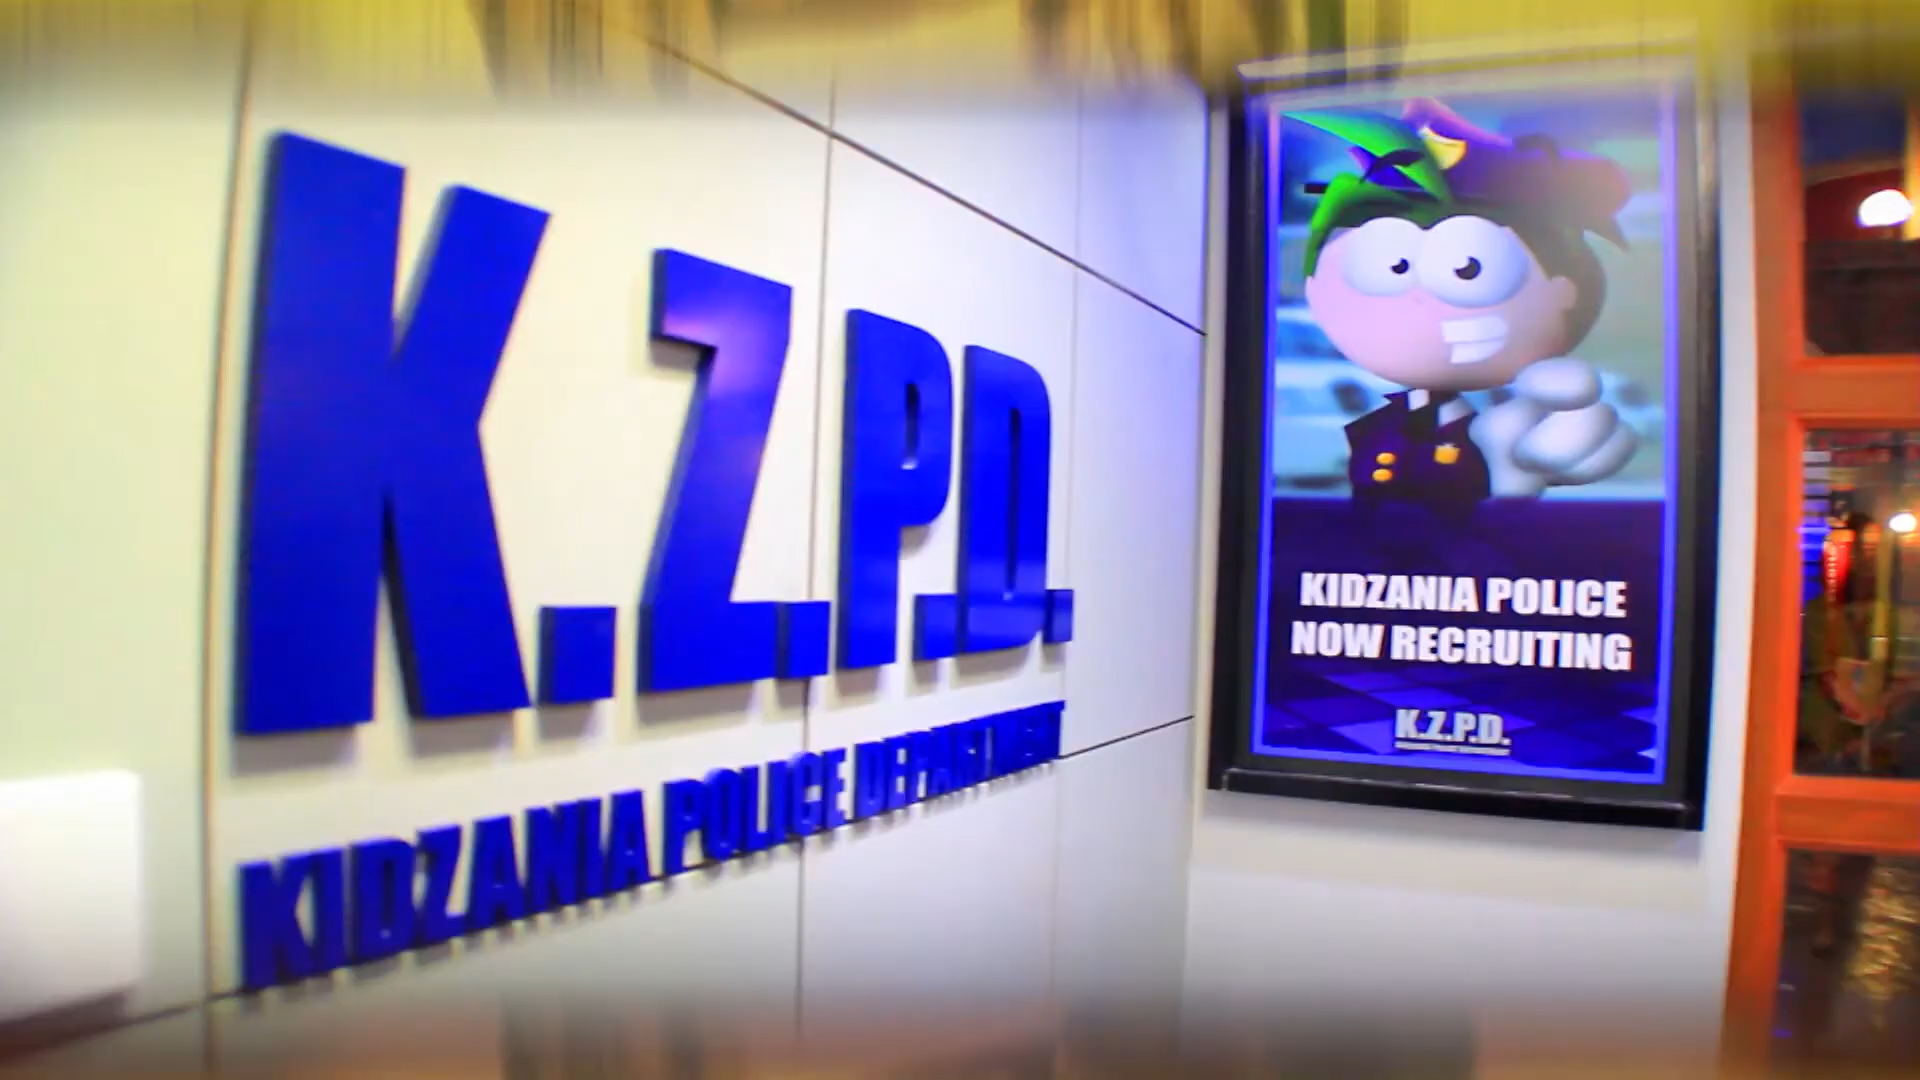 K.Z.P.D.
KIDZANIA POLICE DEPARTMENT
KIDZANIA POLICE
NOW RECRUITING
K.Z.P.D.